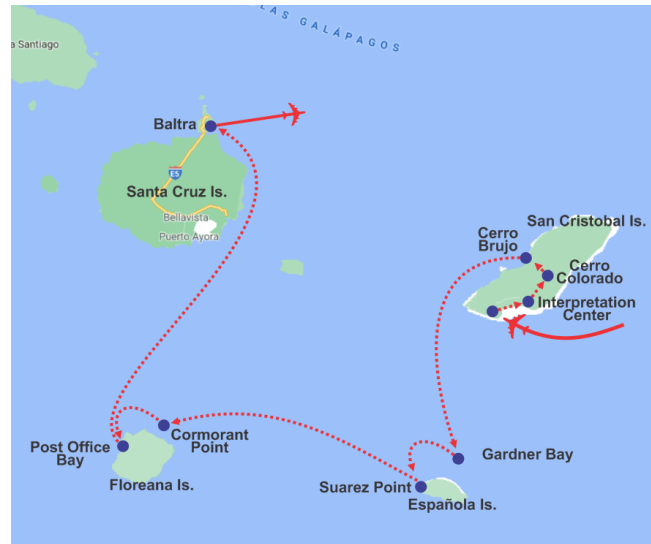 LAS GALÁPAGOS
a Santiago
Baltra
E5
Santa Cruz Is.
Bellavista
Puerto Ayora
San Cristobal Is.
Cerro
Brujo
Cerro
Colorado
Interpretation
Center
Cormorant
Point
Post Office
Bay
Floreana Is.
Gardner Bay
Suarez Point
Española Is.